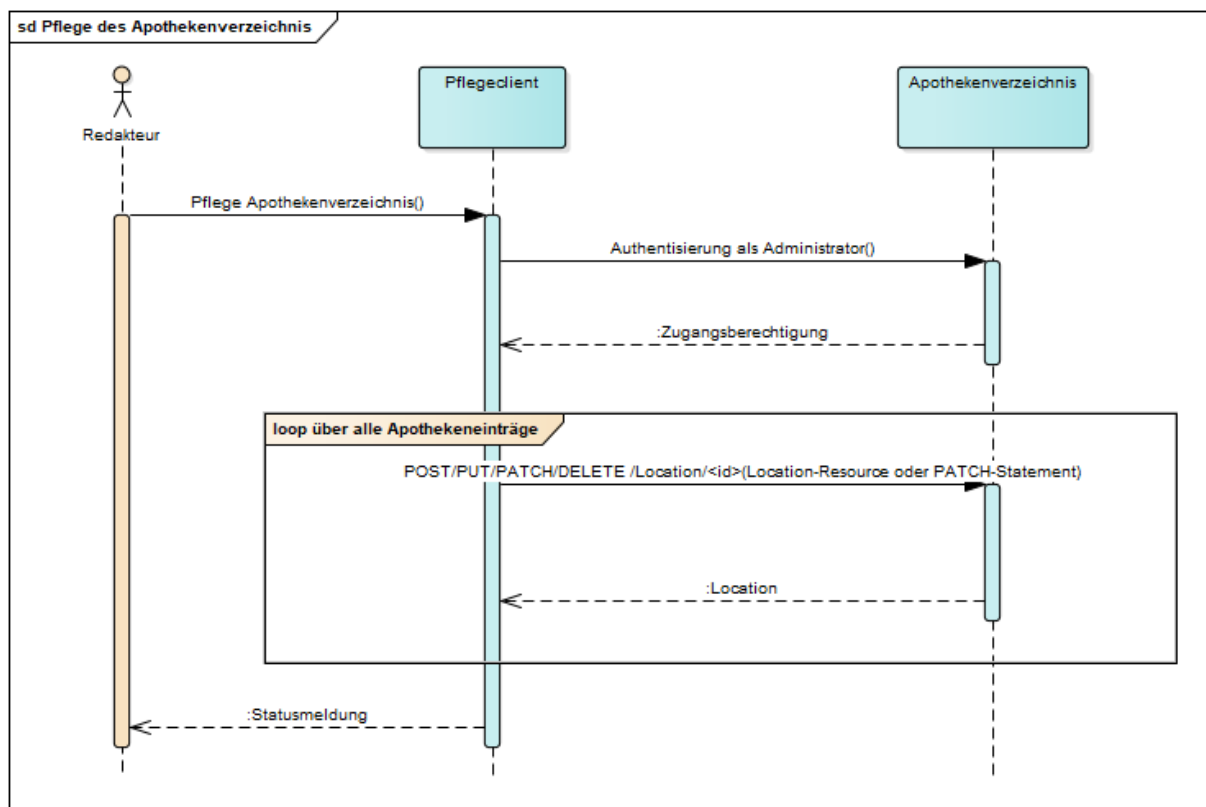 sd Pflege des Apothekenverzeichnis
Redakteur
Pflegeclient
Apothekenverzeichnis
Pflege Apothekenverzeichnis()
Authentisierung als Administrator()
:Zugangsberechtigung
loop über alle Apothekeneinträge
POST/PUT/PATCH/DELETE /Location/<id>(Location-Resource oder PATCH-Statement)
:Location
:Statusmeldung